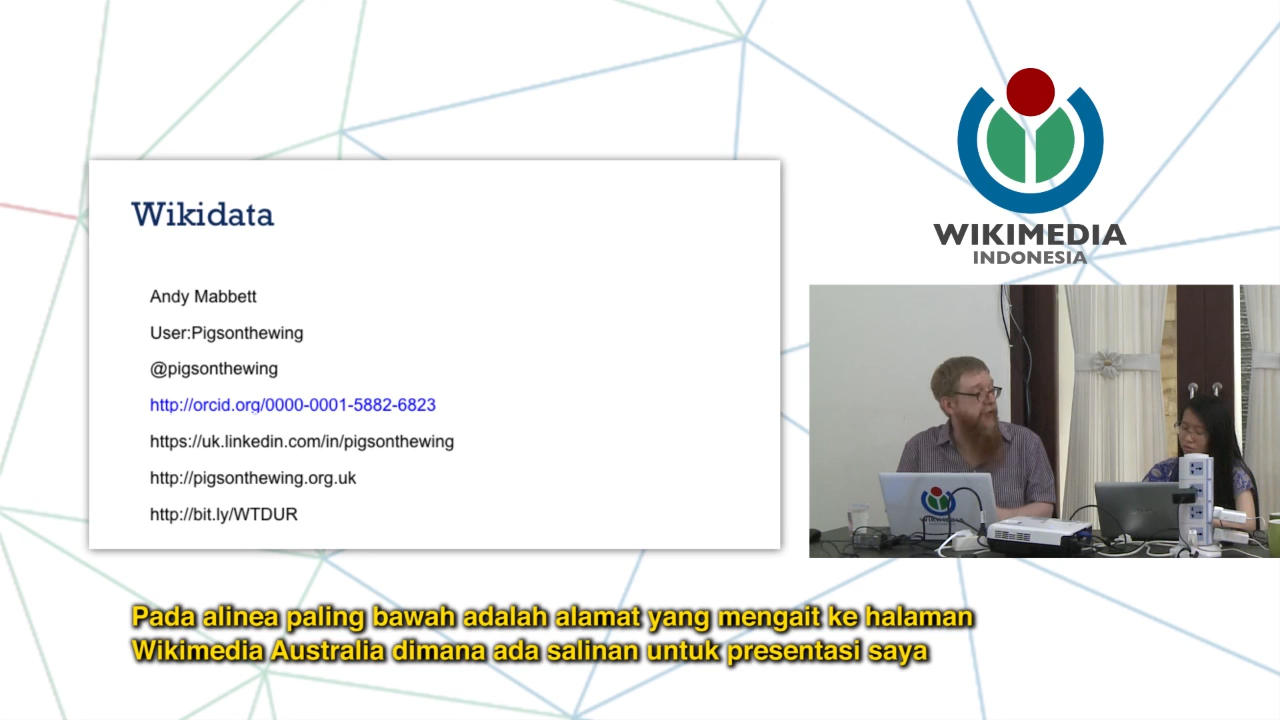 Wikidata
Andy Mabbett
User:Pigsonthewing
@pigsonthewing
http://orcid.org/0000-0001-5882-6823
https://uk.linkedin.com/in/pigsonthewing
http://pigsonthewing.org.uk
http://bit.ly/WTDUR
WIKIMEDIA
INDONESIA
WIKIMEDIA
Pada alinea paling bawah adalah alamat yang mengait ke halaman
Wikimedia Australia dimana ada salinan untuk presentasi saya